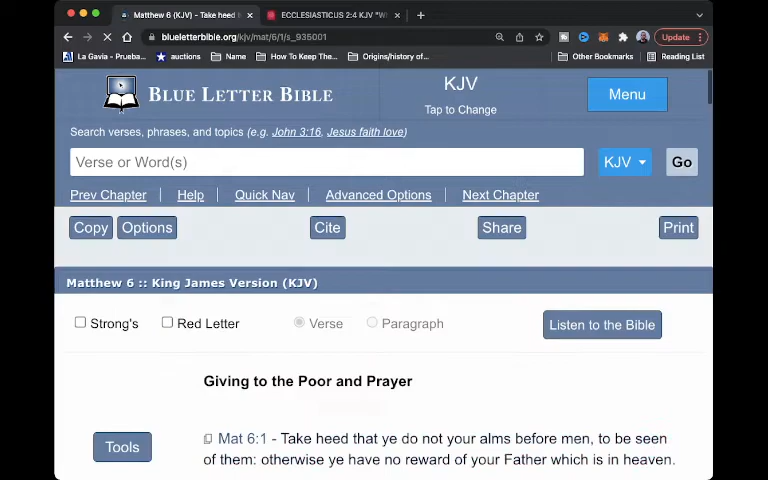 Matthew 6 (KJV) - Take heed t
ECCLESIASTICUS 2:4 KJV "W
blueletterbible.org/kjv/mat/6/1/s_935001
Update
La Gavia - Prueba...
auctions
Name
How To Keep The...
Origins/history of...
Other Bookmarks
Reading List
BLUE LETTER BIBLE
KJV
Tap to Change
Menu
Search verses, phrases, and topics (e.g. John 3:16, Jesus faith love)
Verse or Word(s)
KJV
Go
Prev Chapter
Help
Quick Nav
Advanced Options
Next Chapter
Copy
Options
Cite
Share
Print
Matthew 6 :: King James Version (KJV)
Strong's
Red Letter
Verse
Paragraph
Listen to the Bible
Giving to the Poor and Prayer
Tools
Mat 6:1 - Take heed that ye do not your alms before men, to be seen
of them: otherwise ye have no reward of your Father which is in heaven.